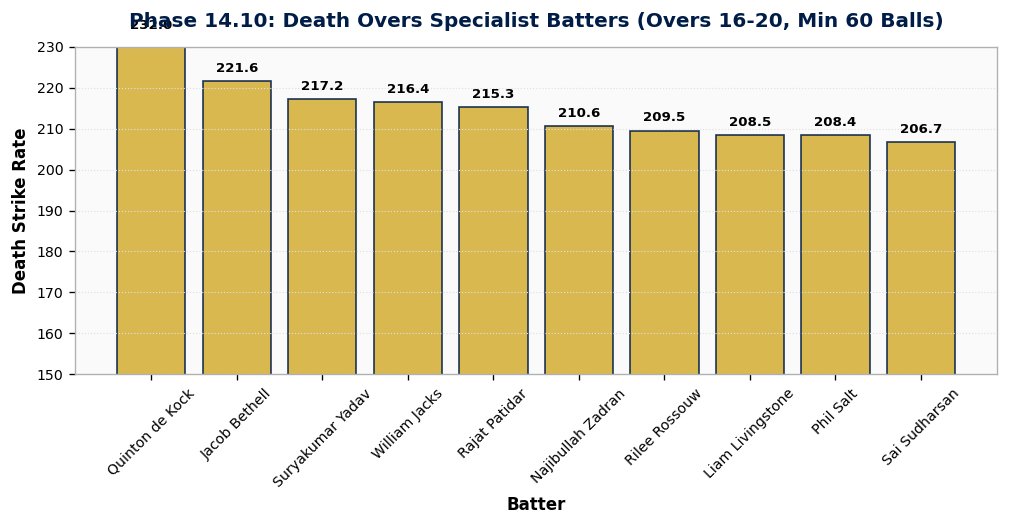 Phase 14.10: Death Overs Specialist Batters (Overs 16-20, Min 60 Balls)
232.0
221.6
217.2
216.4
215.3
210.6
209.5
208.5
208.4
206.7
Death Strike Rate
230
220
210
200
190
180
170
160
150
Quinton de Kock
Jacob Bethell
Suryakumar Yadav
William Jacks
Rajat Patidar
Najibullah Zadran
Rilee Rossouw
Liam Livingstone
Phil Salt
Sai Sudharsan
Batter